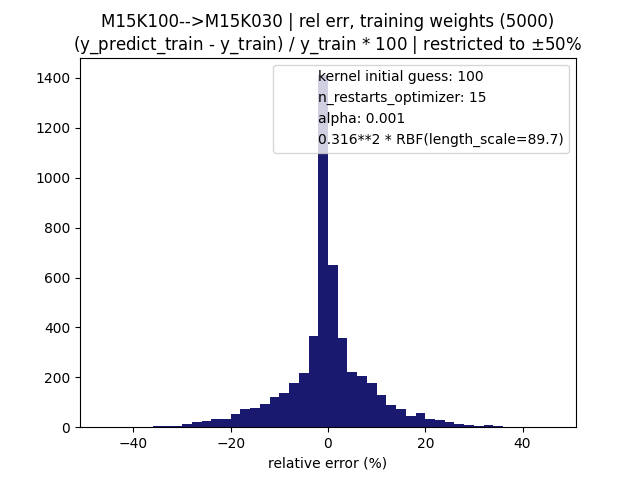 M15K100-->M15K030 | rel err, training weights (5000)
(y_predict_train - y_train) / y_train * 100 | restricted to ±50%
kernel initial guess: 100
n_restarts_optimizer: 15
alpha: 0.001
0.316**2 * RBF(length_scale=89.7)
1400
1200
1000
800
600
400
200
0
−40
−20
0
20
40
relative error (%)